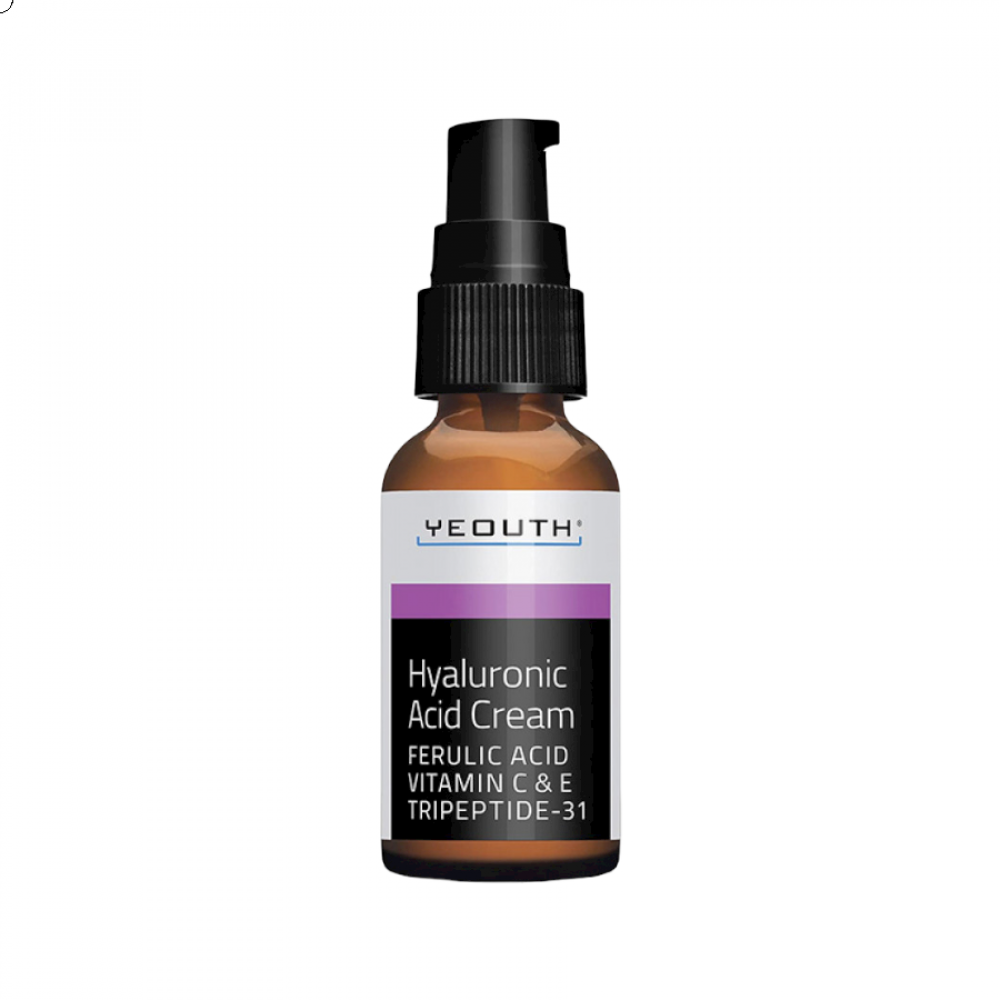 YEOUTH®
Hyaluronic
Acid Cream
FERULIC ACID
VITAMIN C & E
TRIPEPTIDE-31